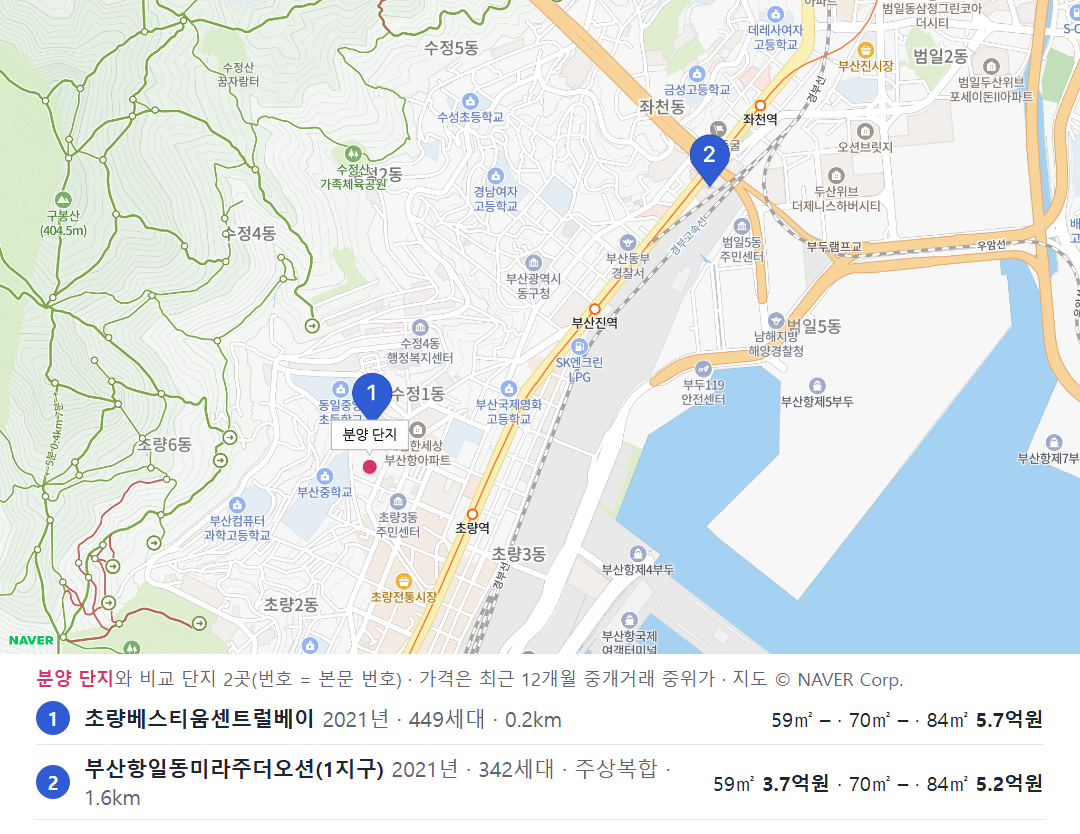 아파트
범일동삼정그린코아
더시티
데레사여자
고등학교
수정5동
부산진시장
범일2동
수정산
꿈자람터
금성고등학교
범일두산위브
포세이돈II아파트
경부선
좌천동
수성초등학교
좌천역
오션브릿지
2
수정산
가족체육공원
경남여자
고등학교
두산위브
더제니스하버시티
구봉산
(404.5m)
수정4동
경부고속선
범일5동
주민센터
부두램프교
우암선
부산동부
경찰서
부산광역시
동구청
부산진역
남해지방
해양경찰청
범일5동
수정4동
행정복지센터
SK엔크린
LPG
부두119
안전센터
부산항제5부두
1
수정1동
부산국제영화
고등학교
분양 단지
초량6동
부산항아파트
부산항제7부
부산중학교
부산컴퓨터
과학고등학교
초량3동
주민센터
초량역
초량3동
경부선
부산항제4부두
초량전통시장
초량2동
부산항국제
여객터미널
NAVER
분양 단지와 비교 단지 2곳(번호 = 본문 번호) · 가격은 최근 12개월 중개거래 중위가 · 지도 © NAVER Corp.
1 초량베스티움센트럴베이 2021년 · 449세대 · 0.2km 59㎡ – · 70㎡ – · 84㎡ 5.7억원
2 부산항일동미라주더오션(1지구) 2021년 · 342세대 · 주상복합 · 59㎡ 3.7억원 · 70㎡ – · 84㎡ 5.2억원
1.6km